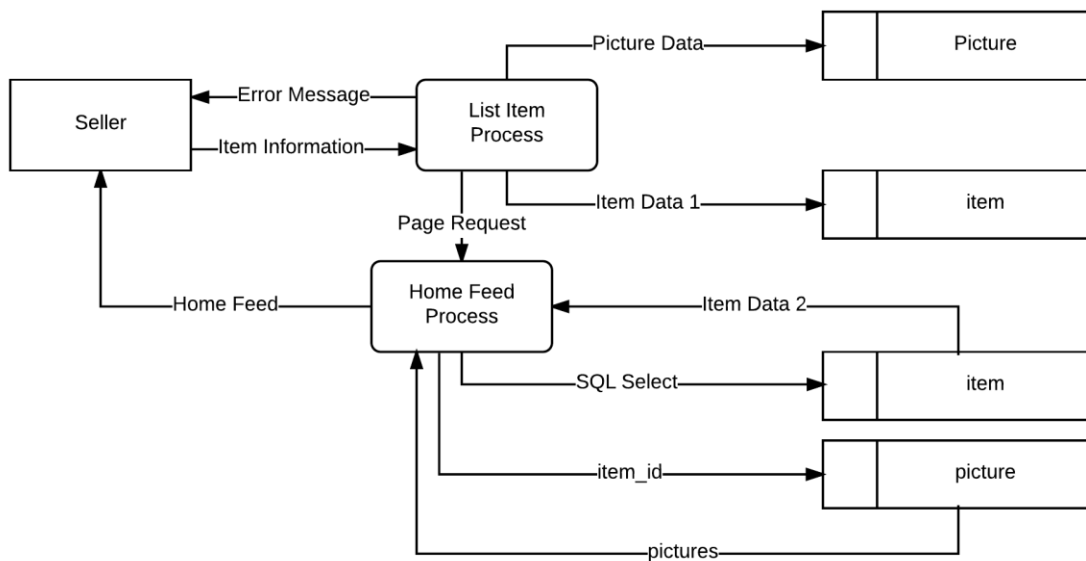 Picture Data
Picture
Error Message
Seller
List Item
Process
Item Information
Item Data 1
item
Page Request
Home Feed
Home Feed
Process
Item Data 2
SQL Select
item
item_id
picture
pictures